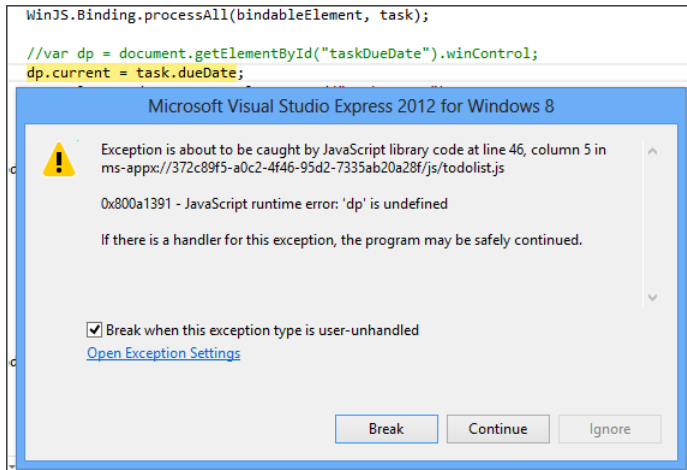 WinJS.Binding.processAll(bindableElement, task);
//var dp = document.getElementById("taskDueDate").winControl;
dp.current = task.dueDate;
Microsoft Visual Studio Express 2012 for Windows 8
Exception is about to be caught by JavaScript library code at line 46, column 5 in
ms-appx://372c89f5-a0c2-4f46-95d2-7335ab20a28f/js/todolist.js
0x800a1391 - JavaScript runtime error: 'dp' is undefined
If there is a handler for this exception, the program may be safely continued.
Break when this exception type is user-unhandled
Open Exception Settings
Break Continue Ignore